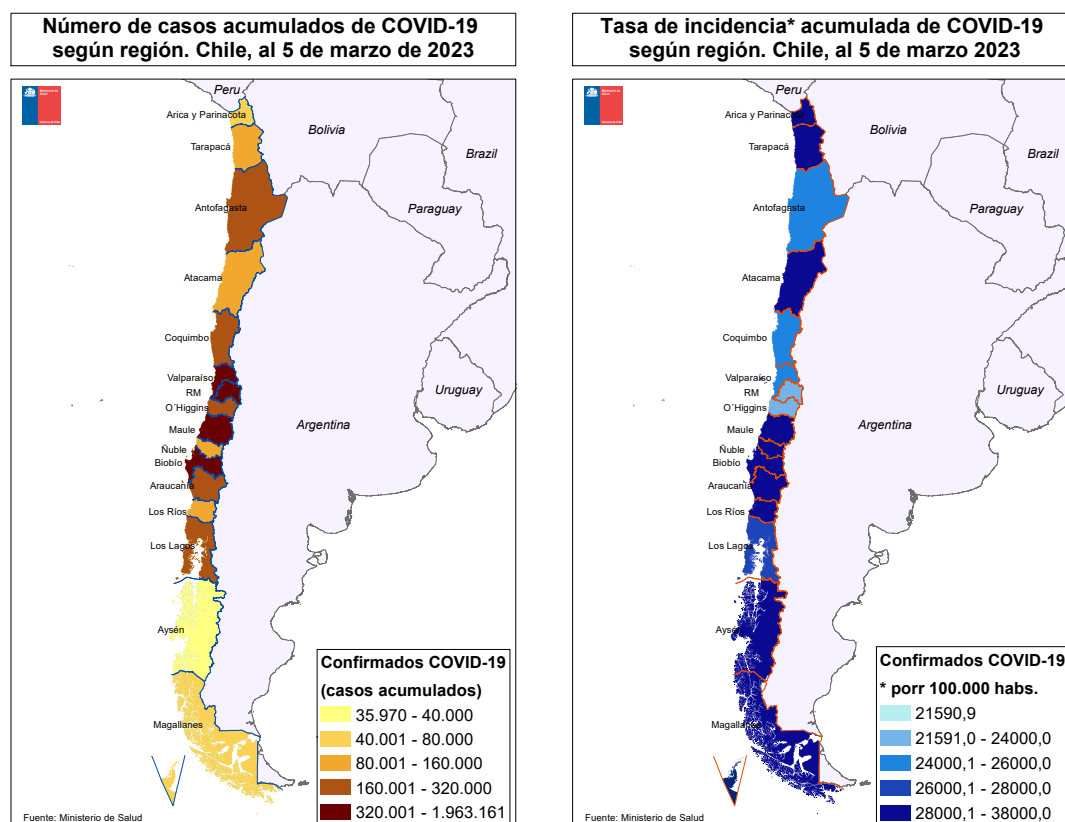 Número de casos acumulados de COVID-19
según región. Chile, al 5 de marzo de 2023
Peru
Arica y Parinacota
Bolivia
Tarapacá
Brazil
Antofagasta
Paraguay
Atacama
Coquimbo
Valparaíso
RM
Uruguay
O´Higgins
Argentina
Maule
Ñuble
Biobío
Araucanía
Los Ríos
Los Lagos
Aysén
Magallanes
Confirmados COVID-19
(casos acumulados)
35.970 - 40.000
40.001 - 80.000
80.001 - 160.000
160.001 - 320.000
320.001 - 1.963.161
Fuente: Ministerio de Salud
Tasa de incidencia* acumulada de COVID-19
según región. Chile, al 5 de marzo 2023
Peru
Arica y Parinacota
Bolivia
Tarapacá
Brazil
Antofagasta
Paraguay
Atacama
Coquimbo
Valparaíso
RM
Uruguay
O´Higgins
Argentina
Maule
Ñuble
Biobío
Araucanía
Los Ríos
Los Lagos
Aysén
Magallanes
Confirmados COVID-19
* porr 100.000 habs.
21590,9
21591,0 - 24000,0
24000,1 - 26000,0
26000,1 - 28000,0
28000,1 - 38000,0
Fuente: Ministerio de Salud